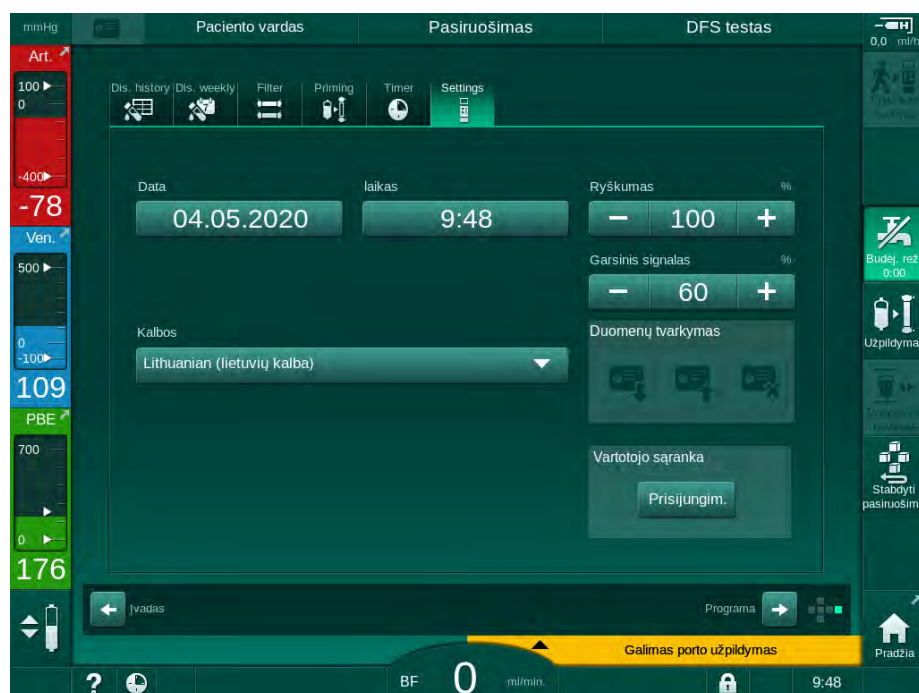 mmHg
Paciento vardas
Pasiruošimas
DFS testas
0,0 ml/h
Art.
100
0
-400
-78
Ven.
500
0
-100
109
PBE
700
0
176
Dis. history
Dis. weekly
Filter
Priming
Timer
Settings
Data
laikas
Ryškumas
%
04.05.2020
9:48
− 100 +
Garsinis signalas
%
− 60 +
Kalbos
Duomenų tvarkymas
Lithuanian (lietuvių kalba)
Vartotojo sąranka
Prisijungim.
Budėj. rež
0:00
Užpildyma
Stabdyti
pasiruošim
Pradžia
Įvadas
Programa
Galimas porto užpildymas
?
BF
0
ml/min.
9:48